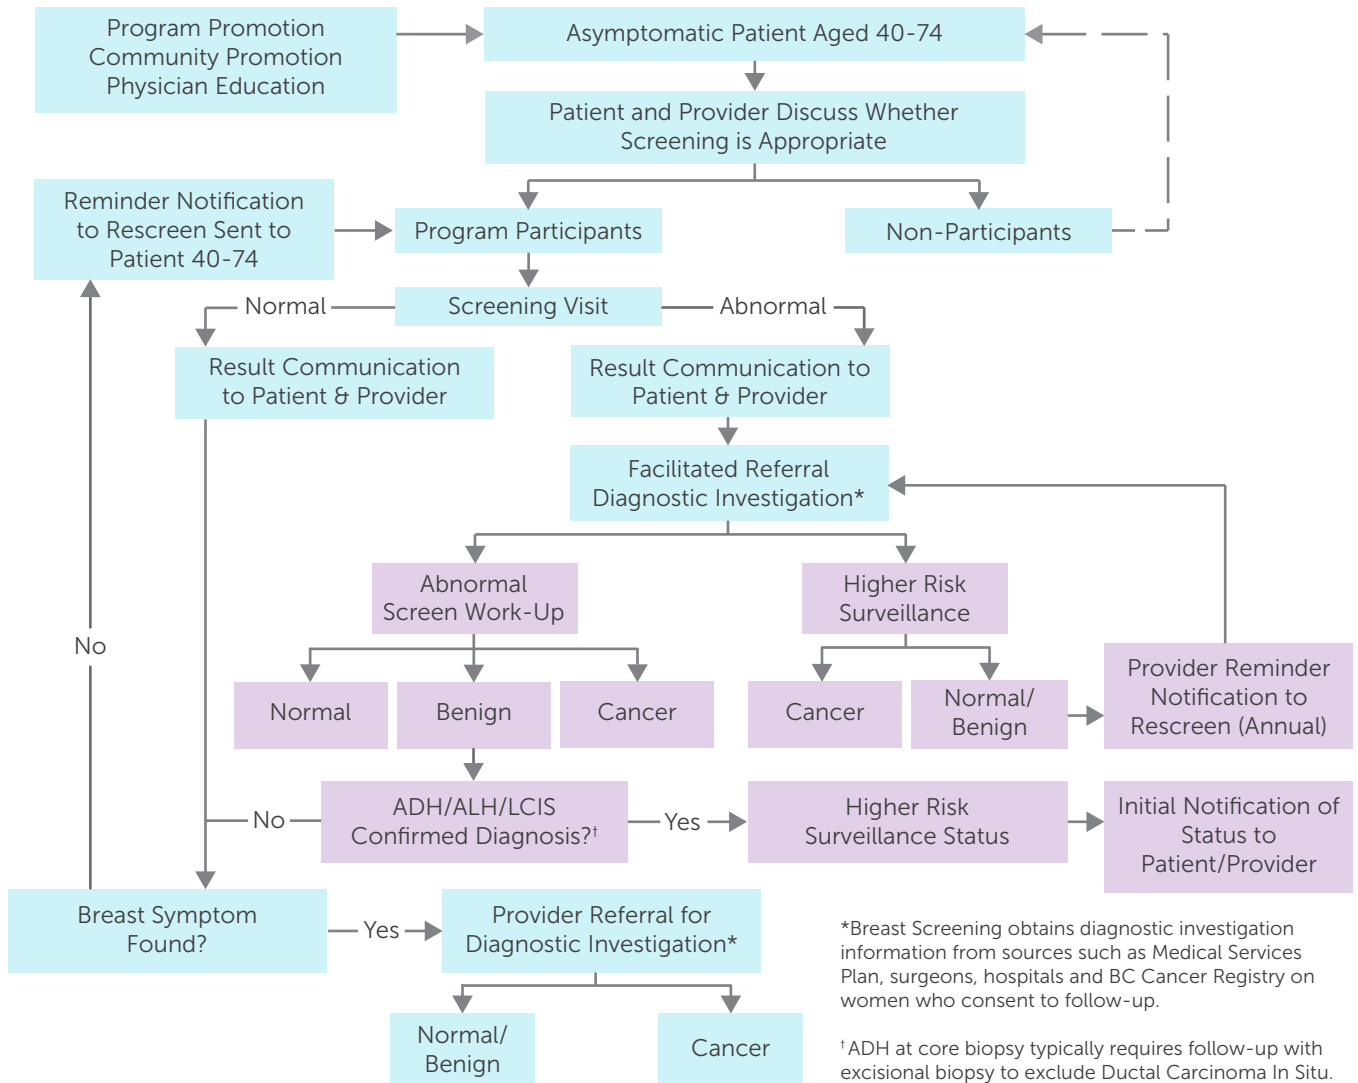 Program Promotion
Community Promotion
Physician Education
Asymptomatic Patient Aged 40-74
Patient and Provider Discuss Whether
Screening is Appropriate
Reminder Notification
to Rescreen Sent to
Patient 40-74
Program Participants
Non-Participants
Normal
Screening Visit
Abnormal
Result Communication
to Patient & Provider
Result Communication to
Patient & Provider
Facilitated Referral
Diagnostic Investigation*
Abnormal
Screen Work-Up
Higher Risk
Surveillance
No
Normal
Benign
Cancer
Cancer
Normal/
Benign
Provider Reminder
Notification to
Rescreen (Annual)
No
ADH/ALH/LCIS
Confirmed Diagnosis?†
Yes
Higher Risk
Surveillance Status
Initial Notification of
Status to
Patient/Provider
Breast Symptom
Found?
Yes
Provider Referral for
Diagnostic Investigation*
Normal/
Benign
Cancer
*Breast Screening obtains diagnostic investigation
information from sources such as Medical Services
Plan, surgeons, hospitals and BC Cancer Registry on
women who consent to follow-up.
†ADH at core biopsy typically requires follow-up with
excisional biopsy to exclude Ductal Carcinoma In Situ.